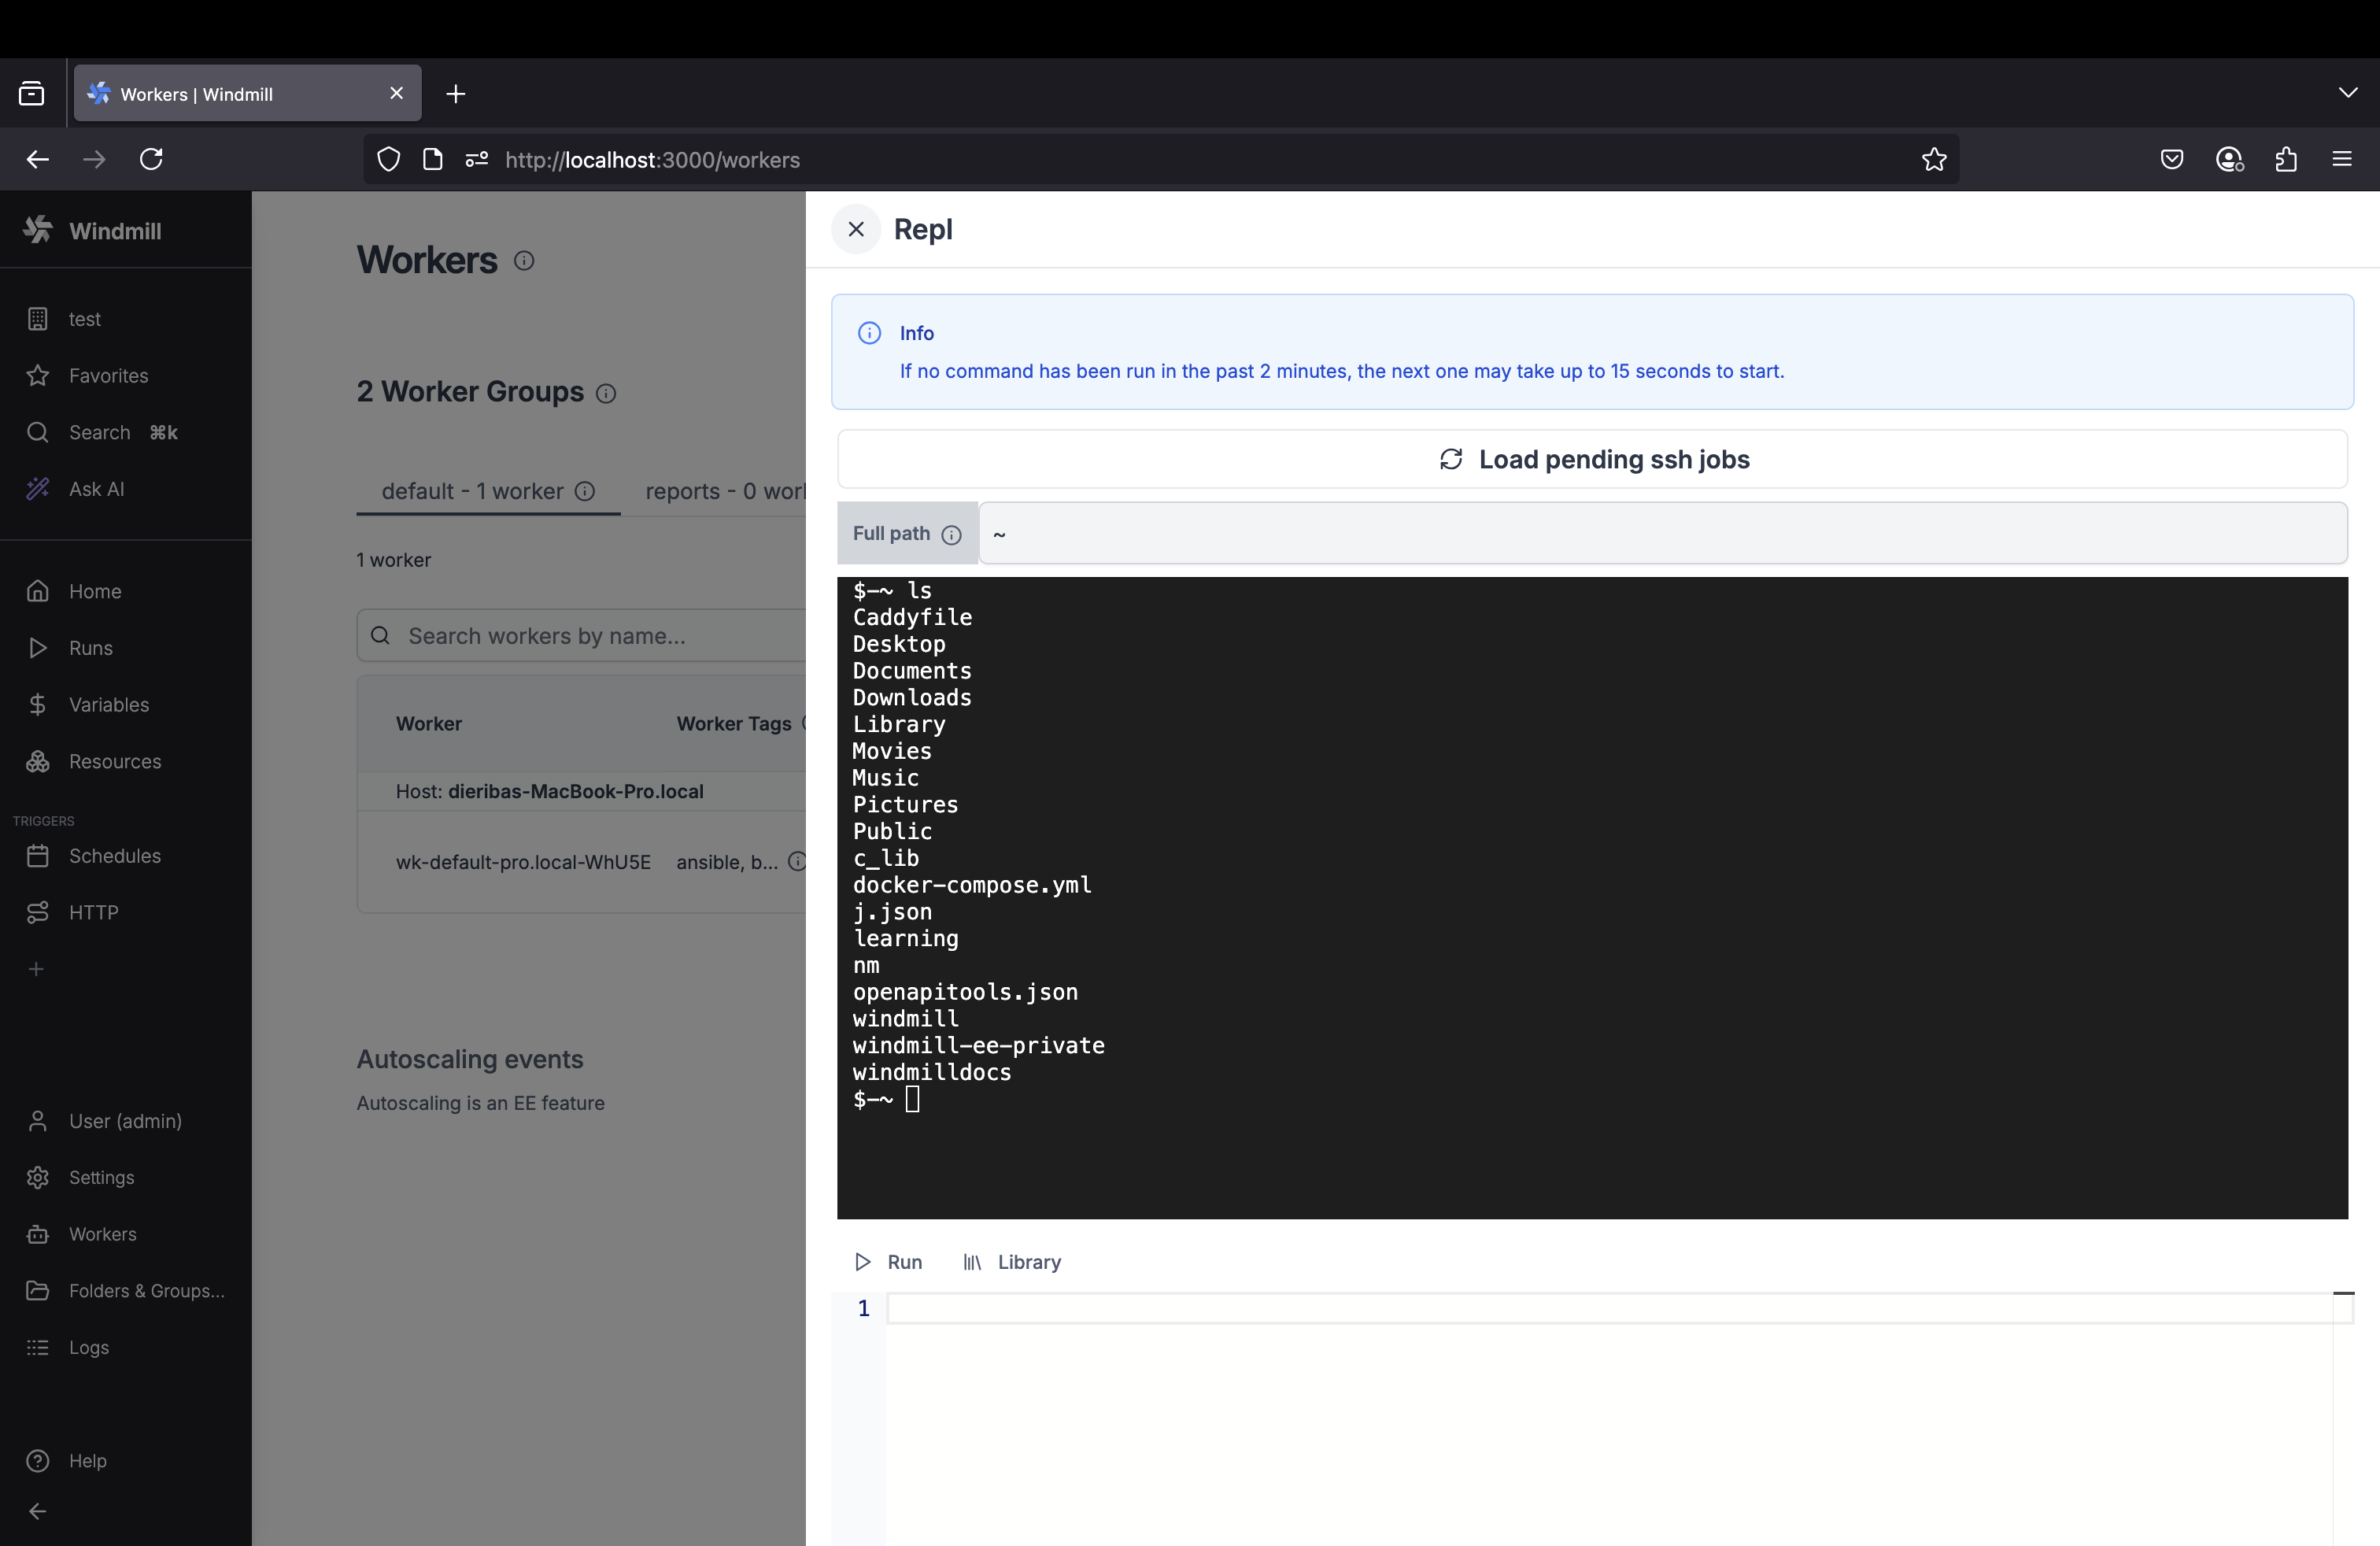 Workers | Windmill
http://localhost:3000/workers
Windmill
test
Favorites
Search ⌘k
Ask AI
Home
Runs
Variables
Resources
TRIGGERS
Schedules
HTTP
User (admin)
Settings
Workers
Folders & Groups...
Logs
Help
Workers
2 Worker Groups
default - 1 worker
reports - 0 worl
1 worker
Search workers by name...
Worker Worker Tags
Host: dieribas-MacBook-Pro.local
wk-default-pro.local-WhU5E ansible, b...
Autoscaling events
Autoscaling is an EE feature
Repl
Info
If no command has been run in the past 2 minutes, the next one may take up to 15 seconds to start.
Load pending ssh jobs
Full path ~
$—~ ls
Caddyfile
Desktop
Documents
Downloads
Library
Movies
Music
Pictures
Public
c_lib
docker-compose.yml
j.json
learning
nm
openapitools.json
windmill
windmill-ee-private
windmilldocs
$—~
Run Library
1